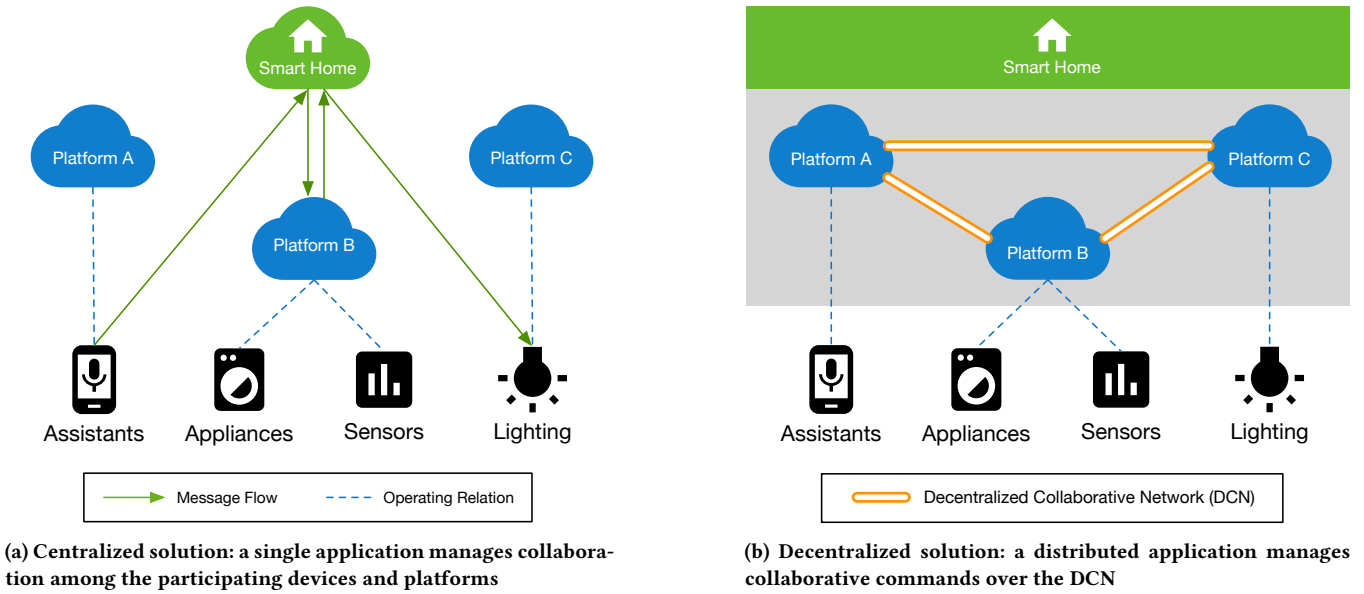 Smart Home
Platform A
Platform C
Platform B
Assistants
Appliances
Sensors
Lighting
Message Flow
Operating Relation
(a) Centralized solution: a single application manages collabora-
tion among the participating devices and platforms
Smart Home
Platform A
Platform C
Platform B
Assistants
Appliances
Sensors
Lighting
Decentralized Collaborative Network (DCN)
(b) Decentralized solution: a distributed application manages
collaborative commands over the DCN